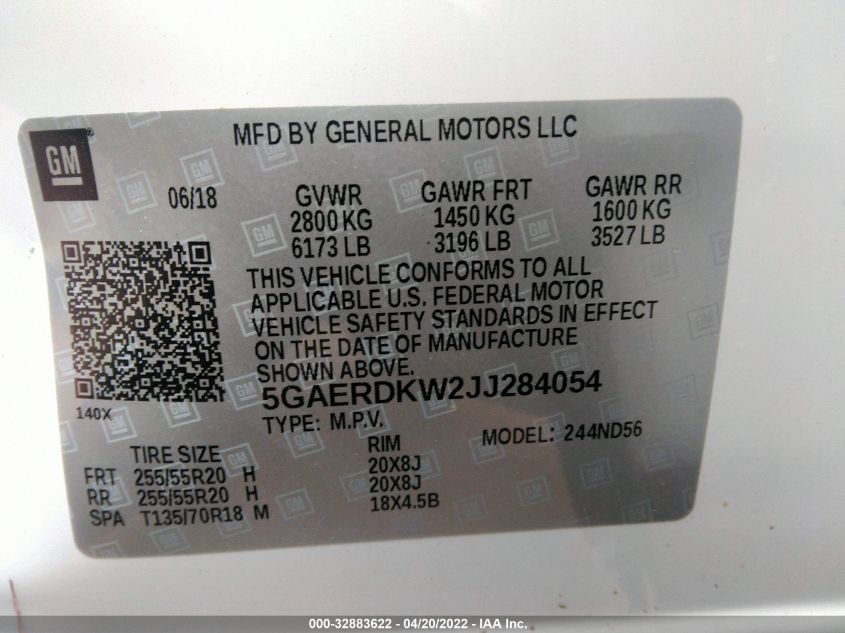 GM ®
MFD BY GENERAL MOTORS LLC
06/18 GVWR GAWR FRT GAWR RR
2800 KG 1450 KG 1600 KG
6173 LB 3196 LB 3527 LB
THIS VEHICLE CONFORMS TO ALL
APPLICABLE U.S. FEDERAL MOTOR
VEHICLE SAFETY STANDARDS IN EFFECT
ON THE DATE OF MANUFACTURE
SHOWN ABOVE.
5GAERDKW2JJ284054
140X
TYPE: M.P.V. MODEL: 244ND56
TIRE SIZE RIM
FRT 255/55R20 H 20X8J
RR 255/55R20 H 20X8J
SPA T135/70R18 M 18X4.5B
000-32883622 - 04/20/2022 - IAA Inc.